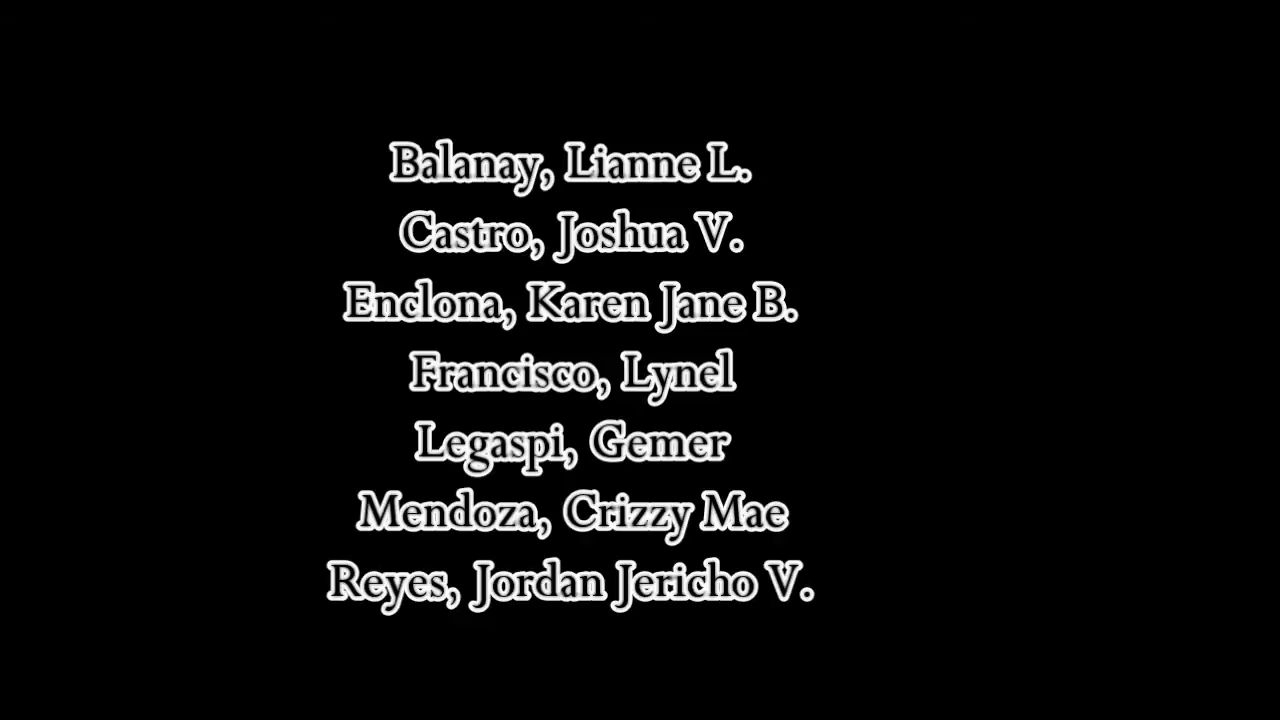 Balanay, Lianne L.
Castro, Joshua V.
Enclona, Karen Jane B.
Francisco, Lynel
Legaspi, Gemer
Mendoza, Crizzy Mae
Reyes, Jordan Jericho V.